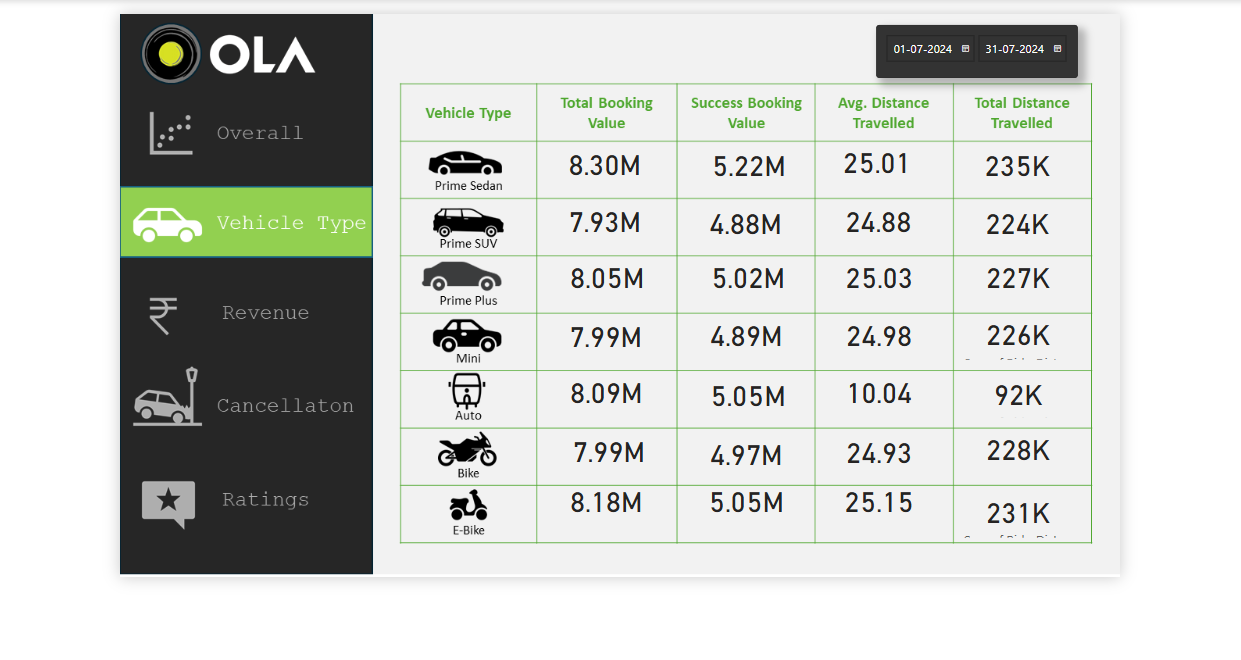 OLA
01-07-2024 31-07-2024
Overall
Vehicle Type
Revenue
Cancellaton
Ratings
Vehicle Type Total Booking Value Success Booking Value Avg. Distance Travelled Total Distance Travelled
Prime Sedan 8.30M 5.22M 25.01 235K
Prime SUV 7.93M 4.88M 24.88 224K
Prime Plus 8.05M 5.02M 25.03 227K
Mini 7.99M 4.89M 24.98 226K
Auto 8.09M 5.05M 10.04 92K
Bike 7.99M 4.97M 24.93 228K
E-Bike 8.18M 5.05M 25.15 231K